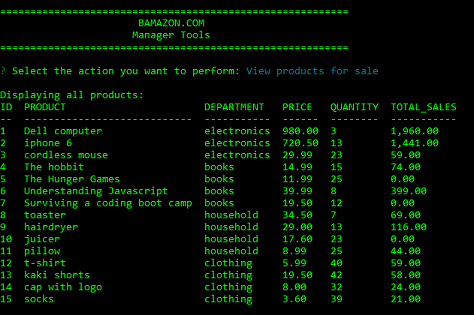 ==========================================================
BAMAZON.COM
Manager Tools
==========================================================
? Select the action you want to perform: View products for sale
Displaying all products:
ID PRODUCT DEPARTMENT PRICE QUANTITY TOTAL_SALES
-- ---------------------------- ----------- ------ -------- -----------
1 Dell computer electronics 980.00 3 1,960.00
2 iphone 6 electronics 720.50 13 1,441.00
3 cordless mouse electronics 29.99 23 59.00
4 The hobbit books 14.99 15 74.00
5 The Hunger Games books 11.99 25 0.00
6 Understanding Javascript books 39.99 8 399.00
7 Surviving a coding boot camp books 19.50 12 0.00
8 toaster household 34.50 7 69.00
9 hairdryer household 29.00 13 116.00
10 juicer household 17.60 23 0.00
11 pillow household 8.99 25 44.00
12 t-shirt clothing 5.99 40 59.00
13 kaki shorts clothing 19.50 42 58.00
14 cap with logo clothing 8.00 32 24.00
15 socks clothing 3.60 39 21.00